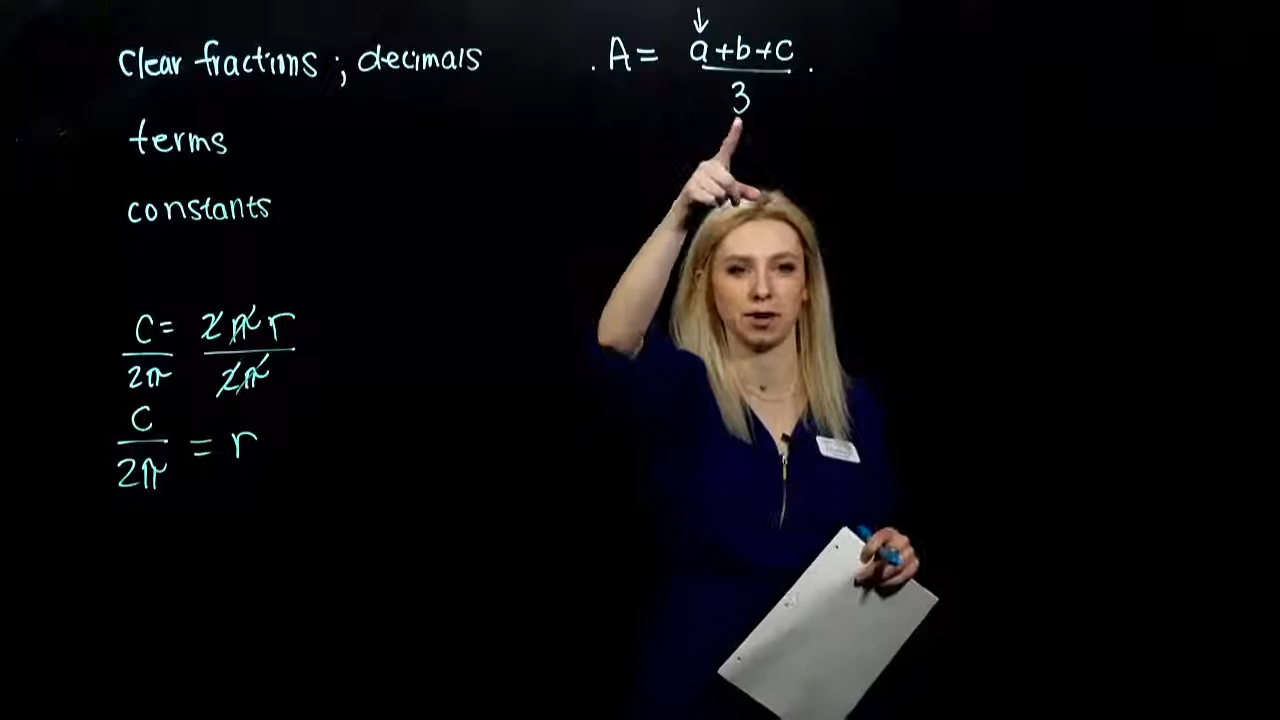 Clear fractions ; decimals
terms
constants
C = 2πr
2π 2π
C
2π = r
↓
. A = a+b+c .
3